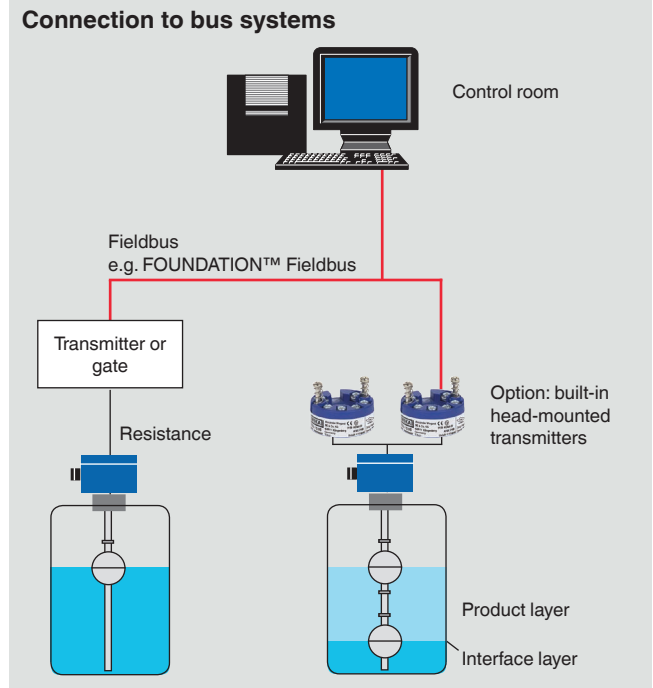 Connection to bus systems
Control room
Fieldbus
e.g. FOUNDATION™ Fieldbus
Transmitter or
gate
Resistance
Option: built-in
head-mounted
transmitters
Product layer
Interface layer